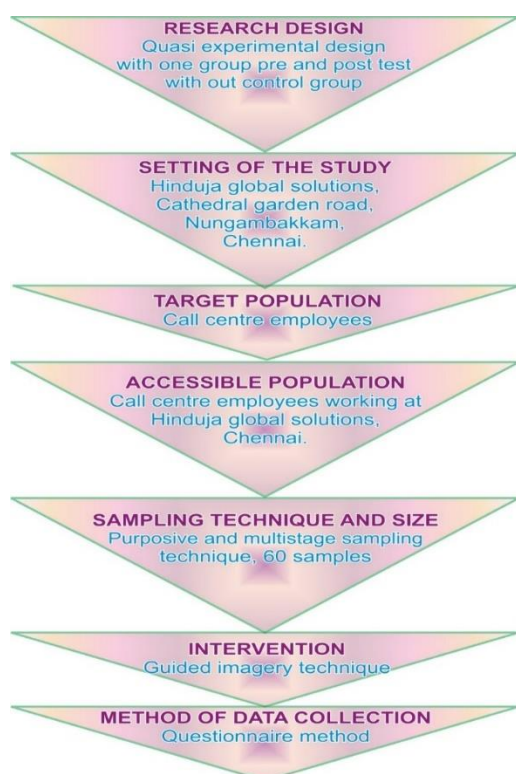 RESEARCH DESIGN
Quasi experimental design
with one group pre and post test
with out control group
SETTING OF THE STUDY
Hinduja global solutions,
Cathedral garden road,
Nungambakkam,
Chennai.
TARGET POPULATION
Call centre employees
ACCESSIBLE POPULATION
Call centre employees working at
Hinduja global solutions,
Chennai.
SAMPLING TECHNIQUE AND SIZE
Purposive and multistage sampling
technique, 60 samples
INTERVENTION
Guided imagery technique
METHOD OF DATA COLLECTION
Questionnaire method